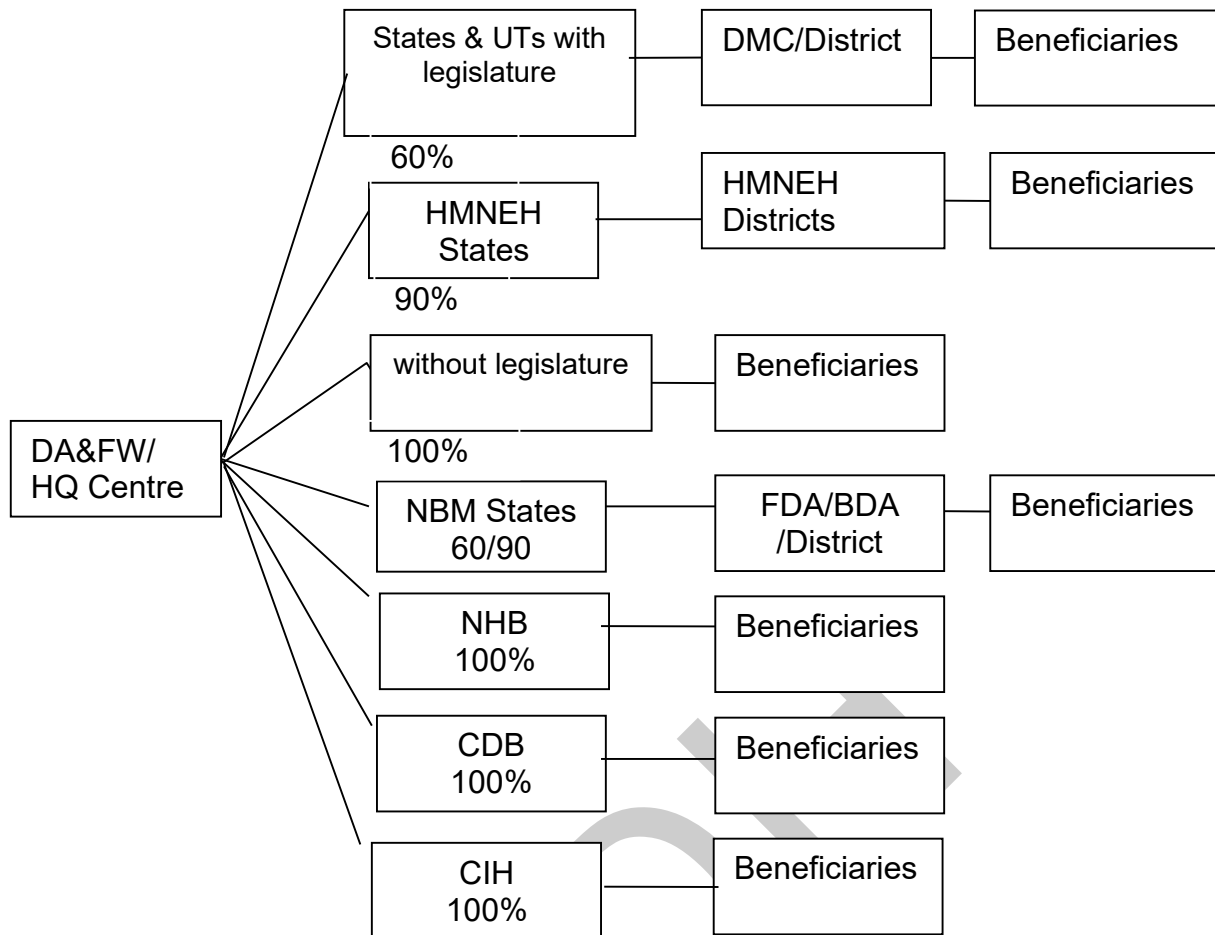 States & UTs with
legislature
DMC/District
Beneficiaries
60%
HMNEH
States
HMNEH
Districts
Beneficiaries
90%
without legislature
Beneficiaries
100%
DA&FW/
HQ Centre
NBM States
60/90
FDA/BDA
/District
Beneficiaries
NHB
100%
Beneficiaries
CDB
100%
Beneficiaries
CIH
100%
Beneficiaries